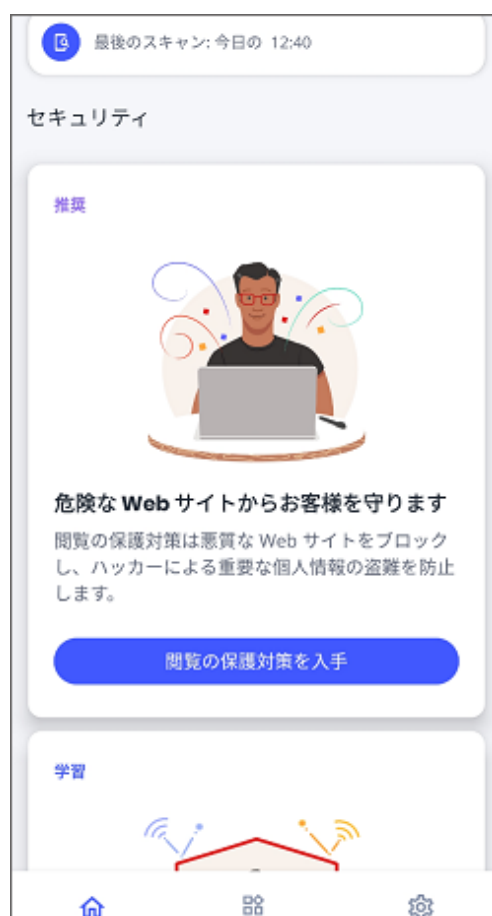 最後のスキャン: 今日の 12:40
セキュリティ
推奨
危険な Web サイトからお客様を守ります
閲覧の保護対策は悪質な Web サイトをブロック
し、ハッカーによる重要な個人情報の盗難を防止
します。
閲覧の保護対策を入手
学習